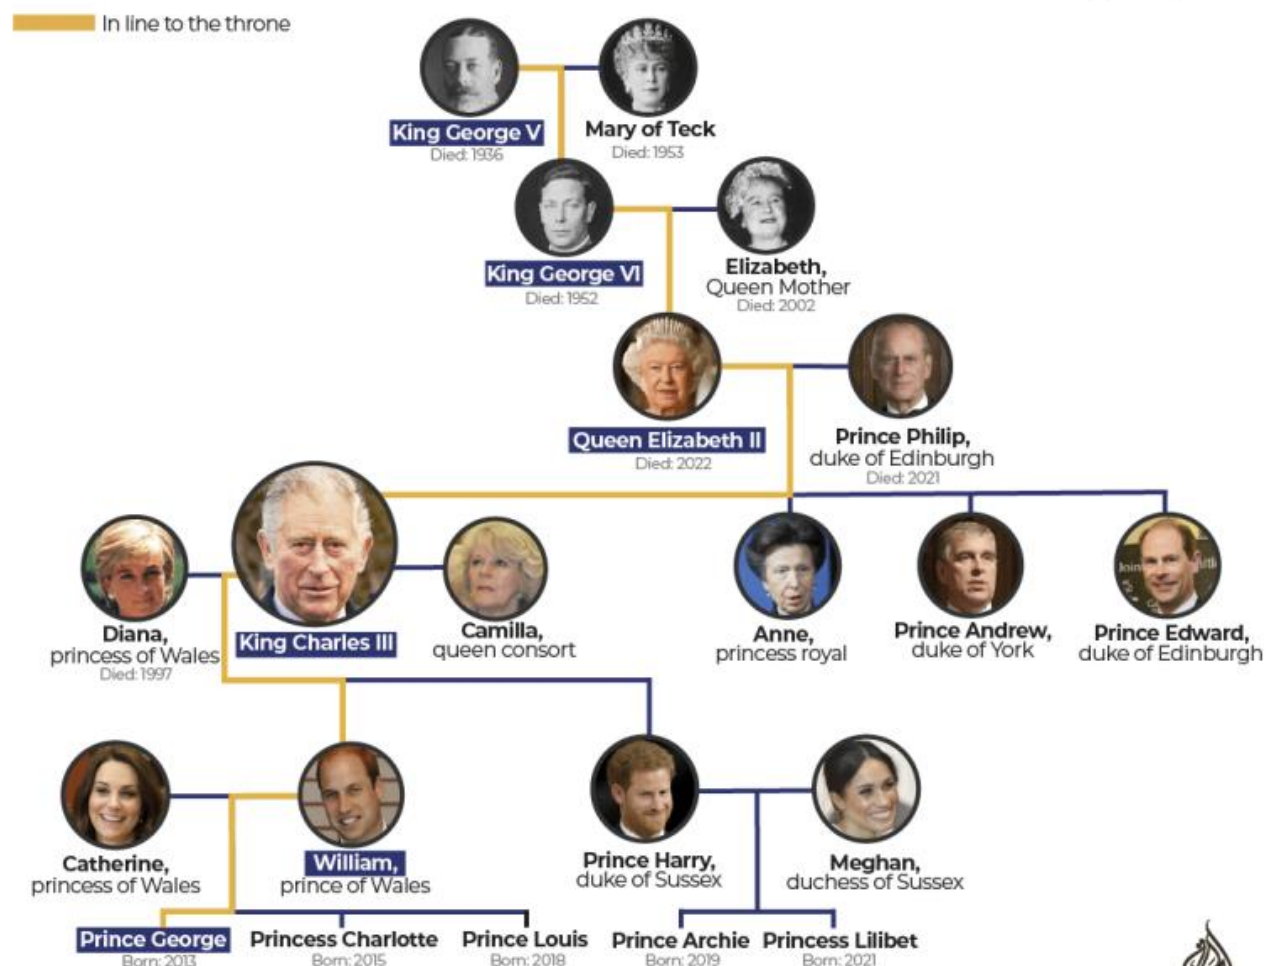 In line to the throne
King George V
Died: 1936
Mary of Teck
Died: 1953
King George VI
Died: 1952
Elizabeth,
Queen Mother
Died: 2002
Queen Elizabeth II
Died: 2022
Prince Philip,
duke of Edinburgh
Died: 2021
Diana,
princess of Wales
Died: 1997
King Charles III
Camilla,
queen consort
Anne,
princess royal
Prince Andrew,
duke of York
Join
Prince Edward,
duke of Edinburgh
Catherine,
princess of Wales
William,
prince of Wales
Prince Harry,
duke of Sussex
Meghan,
duchess of Sussex
Prince George
Born: 2013
Princess Charlotte
Born: 2015
Prince Louis
Born: 2018
Prince Archie
Born: 2019
Princess Lilibet
Born: 2021